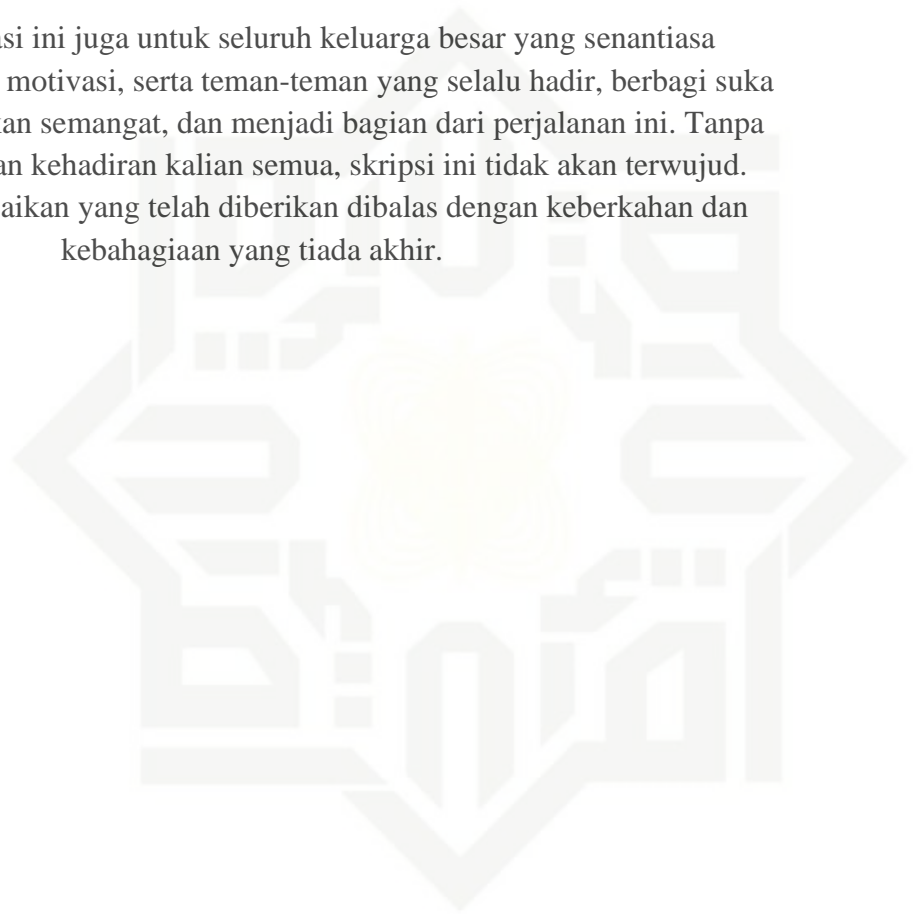 asi ini juga untuk seluruh keluarga besar yang senantiasa
motivasi, serta teman-teman yang selalu hadir, berbagi suka
kan semangat, dan menjadi bagian dari perjalanan ini. Tanpa
an kehadiran kalian semua, skripsi ini tidak akan terwujud.
aikan yang telah diberikan dibalas dengan keberkahan dan
kebahagiaan yang tiada akhir.